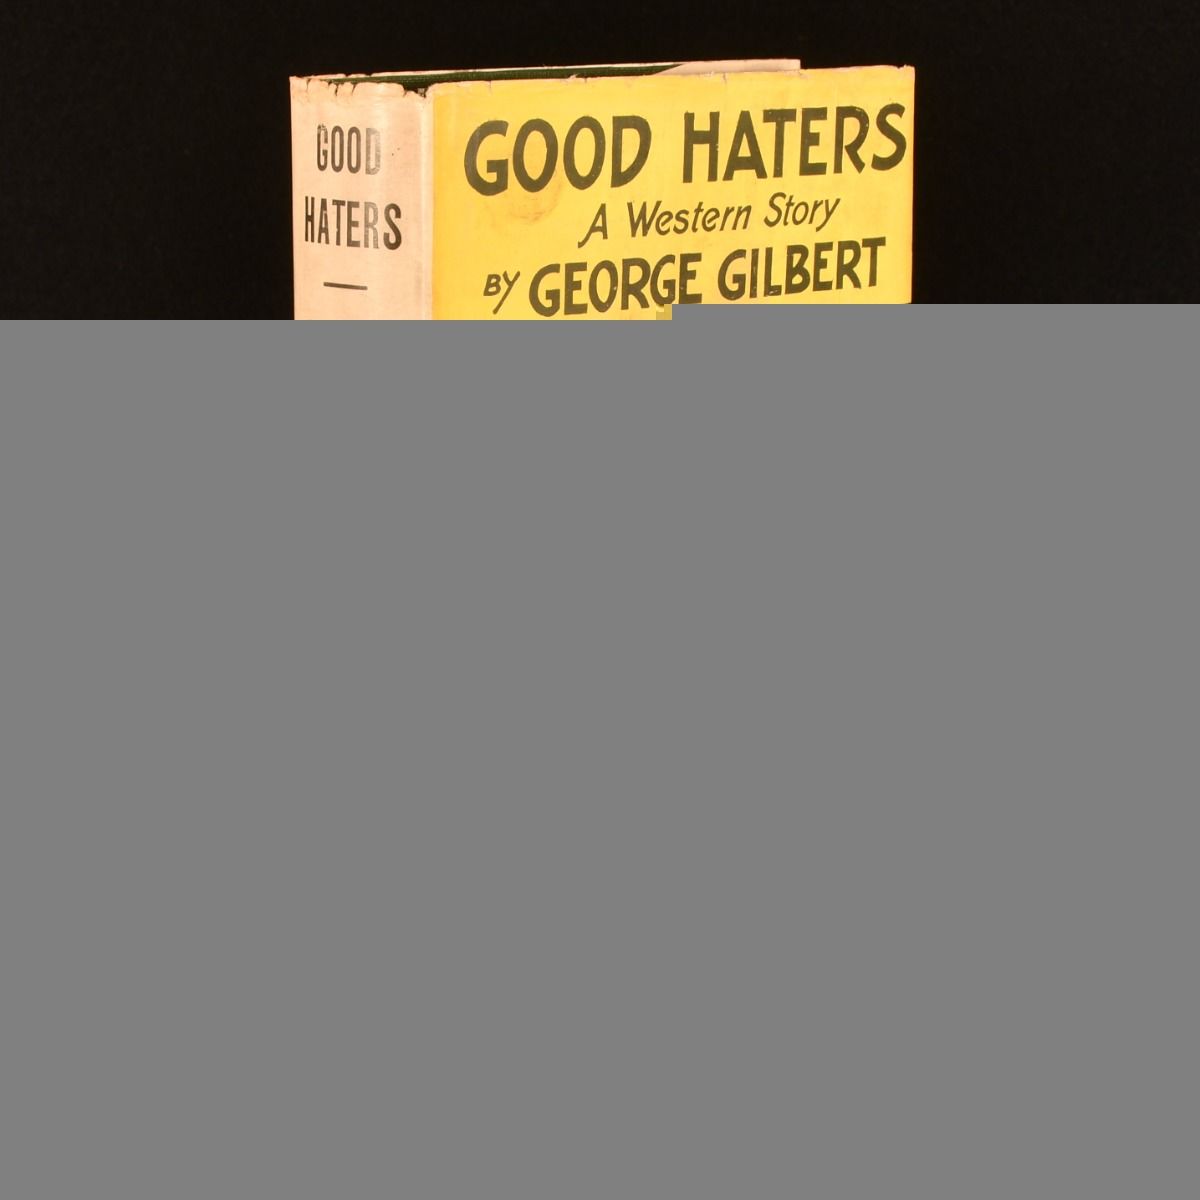 GOOD
HATERS
GOOD HATERS
A Western Story
BY GEORGE GILBERT